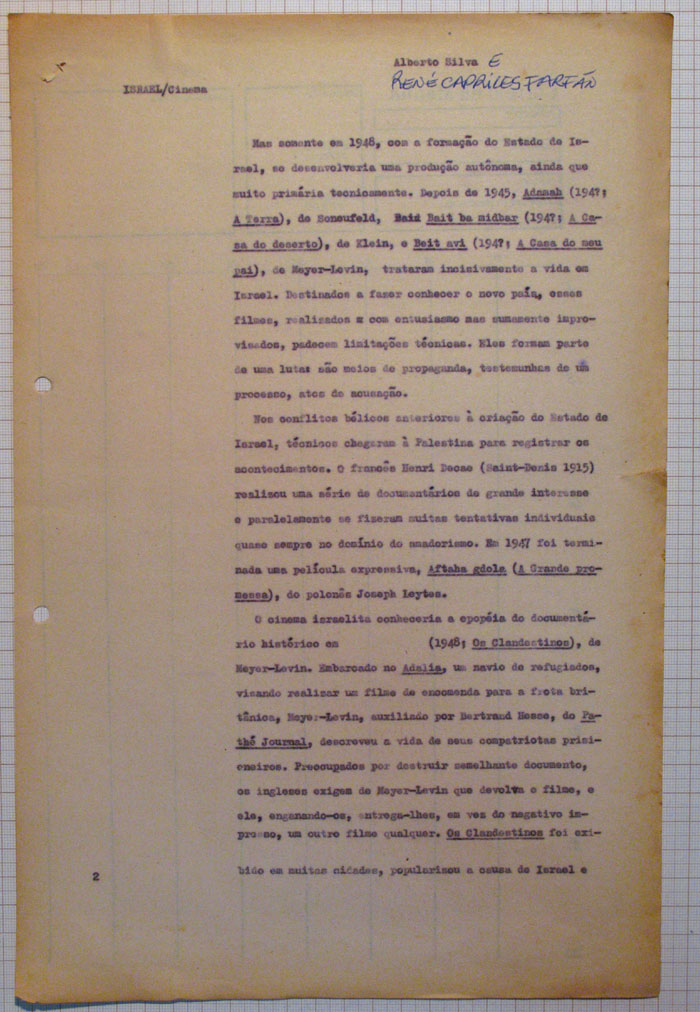 Alberto Silva E
RENÉ CAPRILES FARFÁN
ISRAEL/Cinema
Mas somente em 1948, com a formação do Estado de Is-
rael, se desenvolveria uma produção autônoma, ainda que
muito primária tecnicamente. Depois de 1945, Adamah (194?;
A Terra), de Honsufeld, Bait ba midbar (194?; A Ca-
sa do deserto), de Klein, e Beit avi (194?; A Casa do meu
pai), de Meyer-Levin, trataram incisivamente a vida em
Israel. Destinados a fazer conhecer o novo país, esses
filmes, realizados x com entusiasmo mas sumamente impro-
visados, padecem limitações técnicas. Eles formam parte
de uma luta: são meios de propaganda, testemunhas de um
processo, atos de acusação.
Nos conflitos bélicos anteriores à criação do Estado de
Israel, técnicos chegaram à Palestina para registrar os
acontecimentos. O francês Henri Decae (Saint-Denis 1915)
realizou uma série de documentários de grande interesse
e paralelamente se fizeram muitas tentativas individuais
quase sempre no domínio do amadorismo. Em 1947 foi termi-
nada uma película expressiva, Aftaha gdola (A Grande pro-
messa), do polonês Joseph Leytes.
O cinema israelita conheceria a epopéia do documentá-
rio histórico em (1948; Os Clandestinos), de
Meyer-Levin. Embarcado no Adalia, um navio de refugiados,
visando realizar um filme de encomenda para a frota bri-
tânica, Meyer-Levin, auxiliado por Bertrand Hesse, do Pa-
thé Journal, descreveu a vida de seus compatriotas prisi-
oneiros. Preocupados por destruir semelhante documento,
os ingleses exigem de Meyer-Levin que devolva o filme, e
ele, enganando-os, entrega-lhes, em vez do negativo im-
presso, um outro filme qualquer. Os Clandestinos foi exi-
bido em muitas cidades, popularizou a causa de Israel e
2